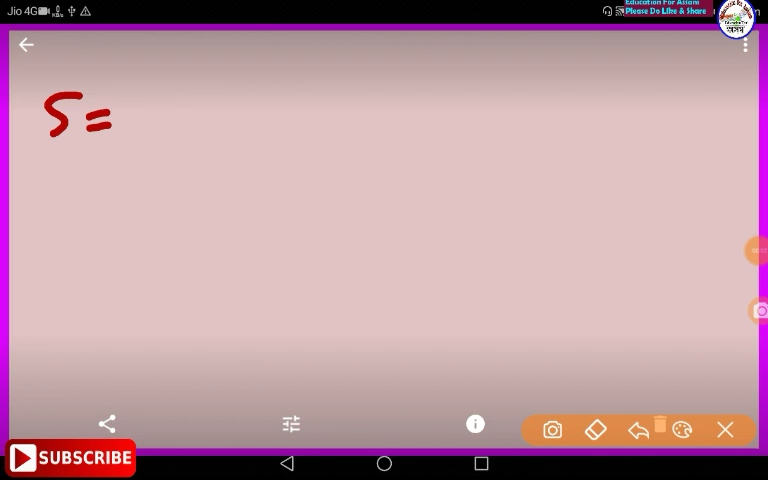 Jio 4G
Education For Assam
Please Do Like & Share
S =
SUBSCRIBE